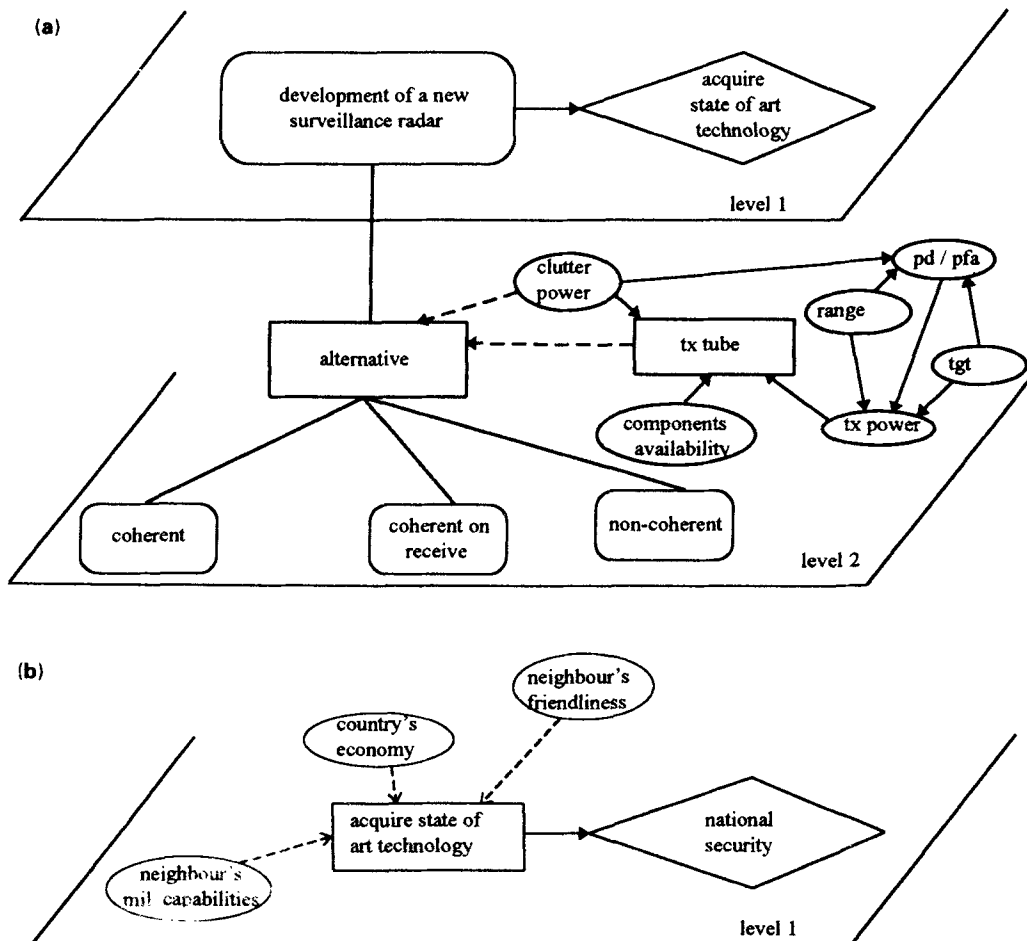 (a)
development of a new
surveillance radar
acquire
state of art
technology
level 1
clutter
power
pd / pfa
range
alternative
tx tube
tgt
components
availability
tx power
coherent
coherent on
receive
non-coherent
level 2
(b)
neighbour's
friendliness
country's
economy
acquire state of
art technology
national
security
neighbour's
mil capabilities
level 1